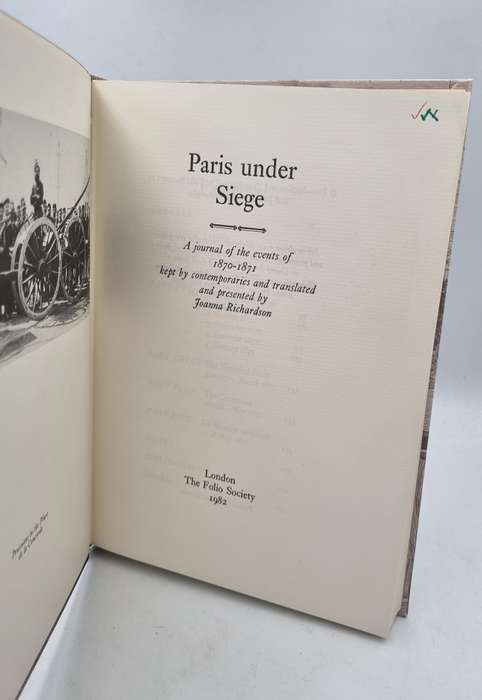 Paris under
Siege
A journal of the events of
1870-1871
kept by contemporaries and translated
and presented by
Joanna Richardson
London
The Folio Society
1982